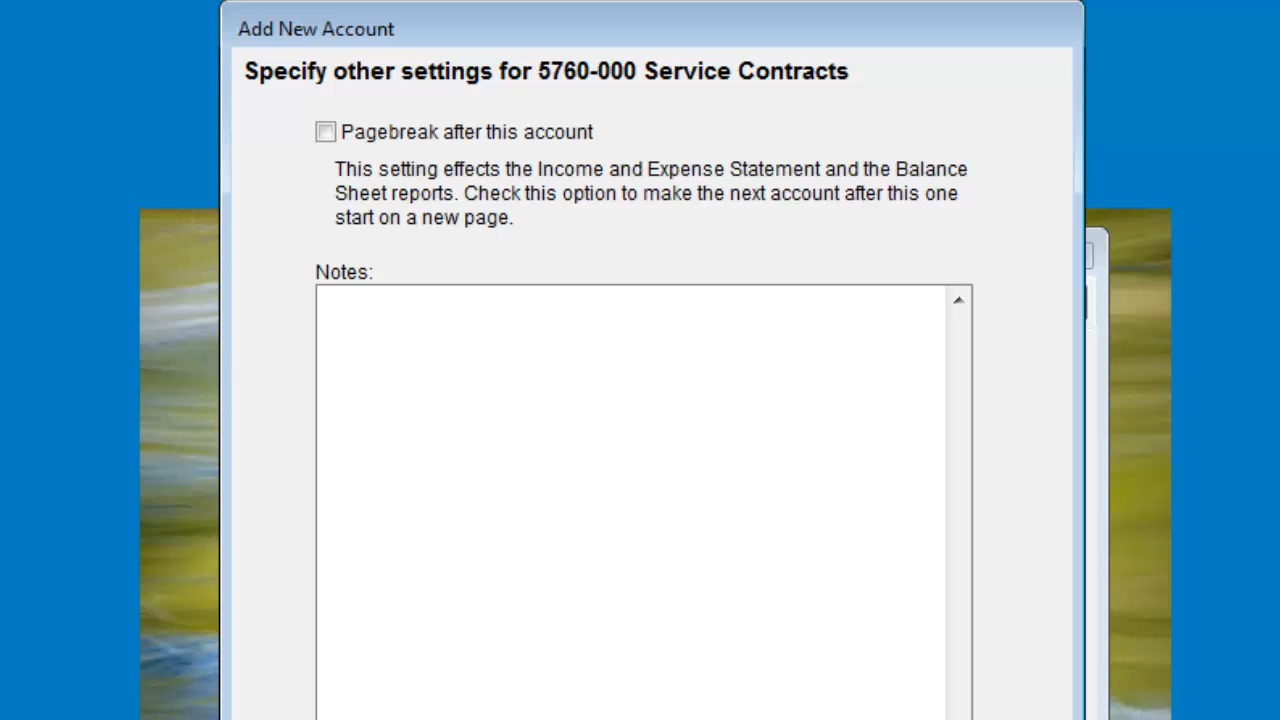 Add New Account
Specify other settings for 5760-000 Service Contracts
Pagebreak after this account
This setting effects the Income and Expense Statement and the Balance
Sheet reports. Check this option to make the next account after this one
start on a new page.
Notes: